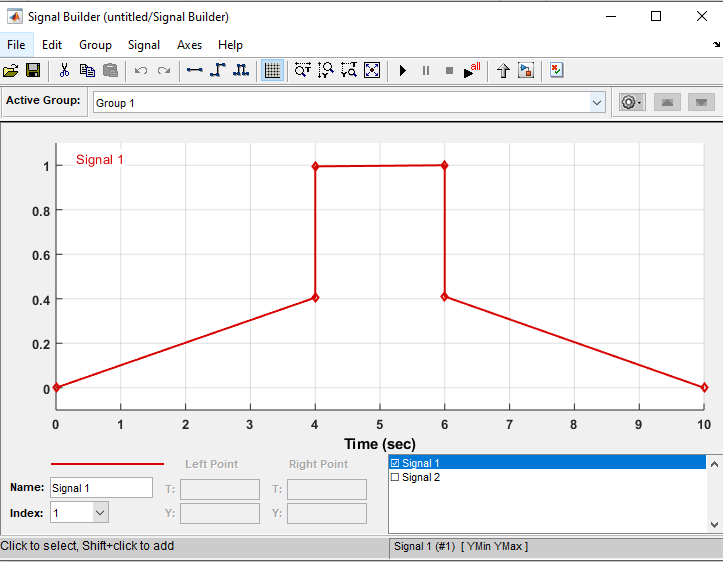 Signal Builder (untitled/Signal Builder)
File Edit Group Signal Axes Help
all
Active Group: Group 1
Signal 1
1
0.8
0.6
0.4
0.2
0
0 1 2 3 4 5 6 7 8 9 10
Time (sec)
Left Point Right Point
Name: Signal 1 T: T:
Index: 1 Y: Y:
Signal 1
Signal 2
Click to select, Shift+click to add Signal 1 (#1) [ YMin YMax ]